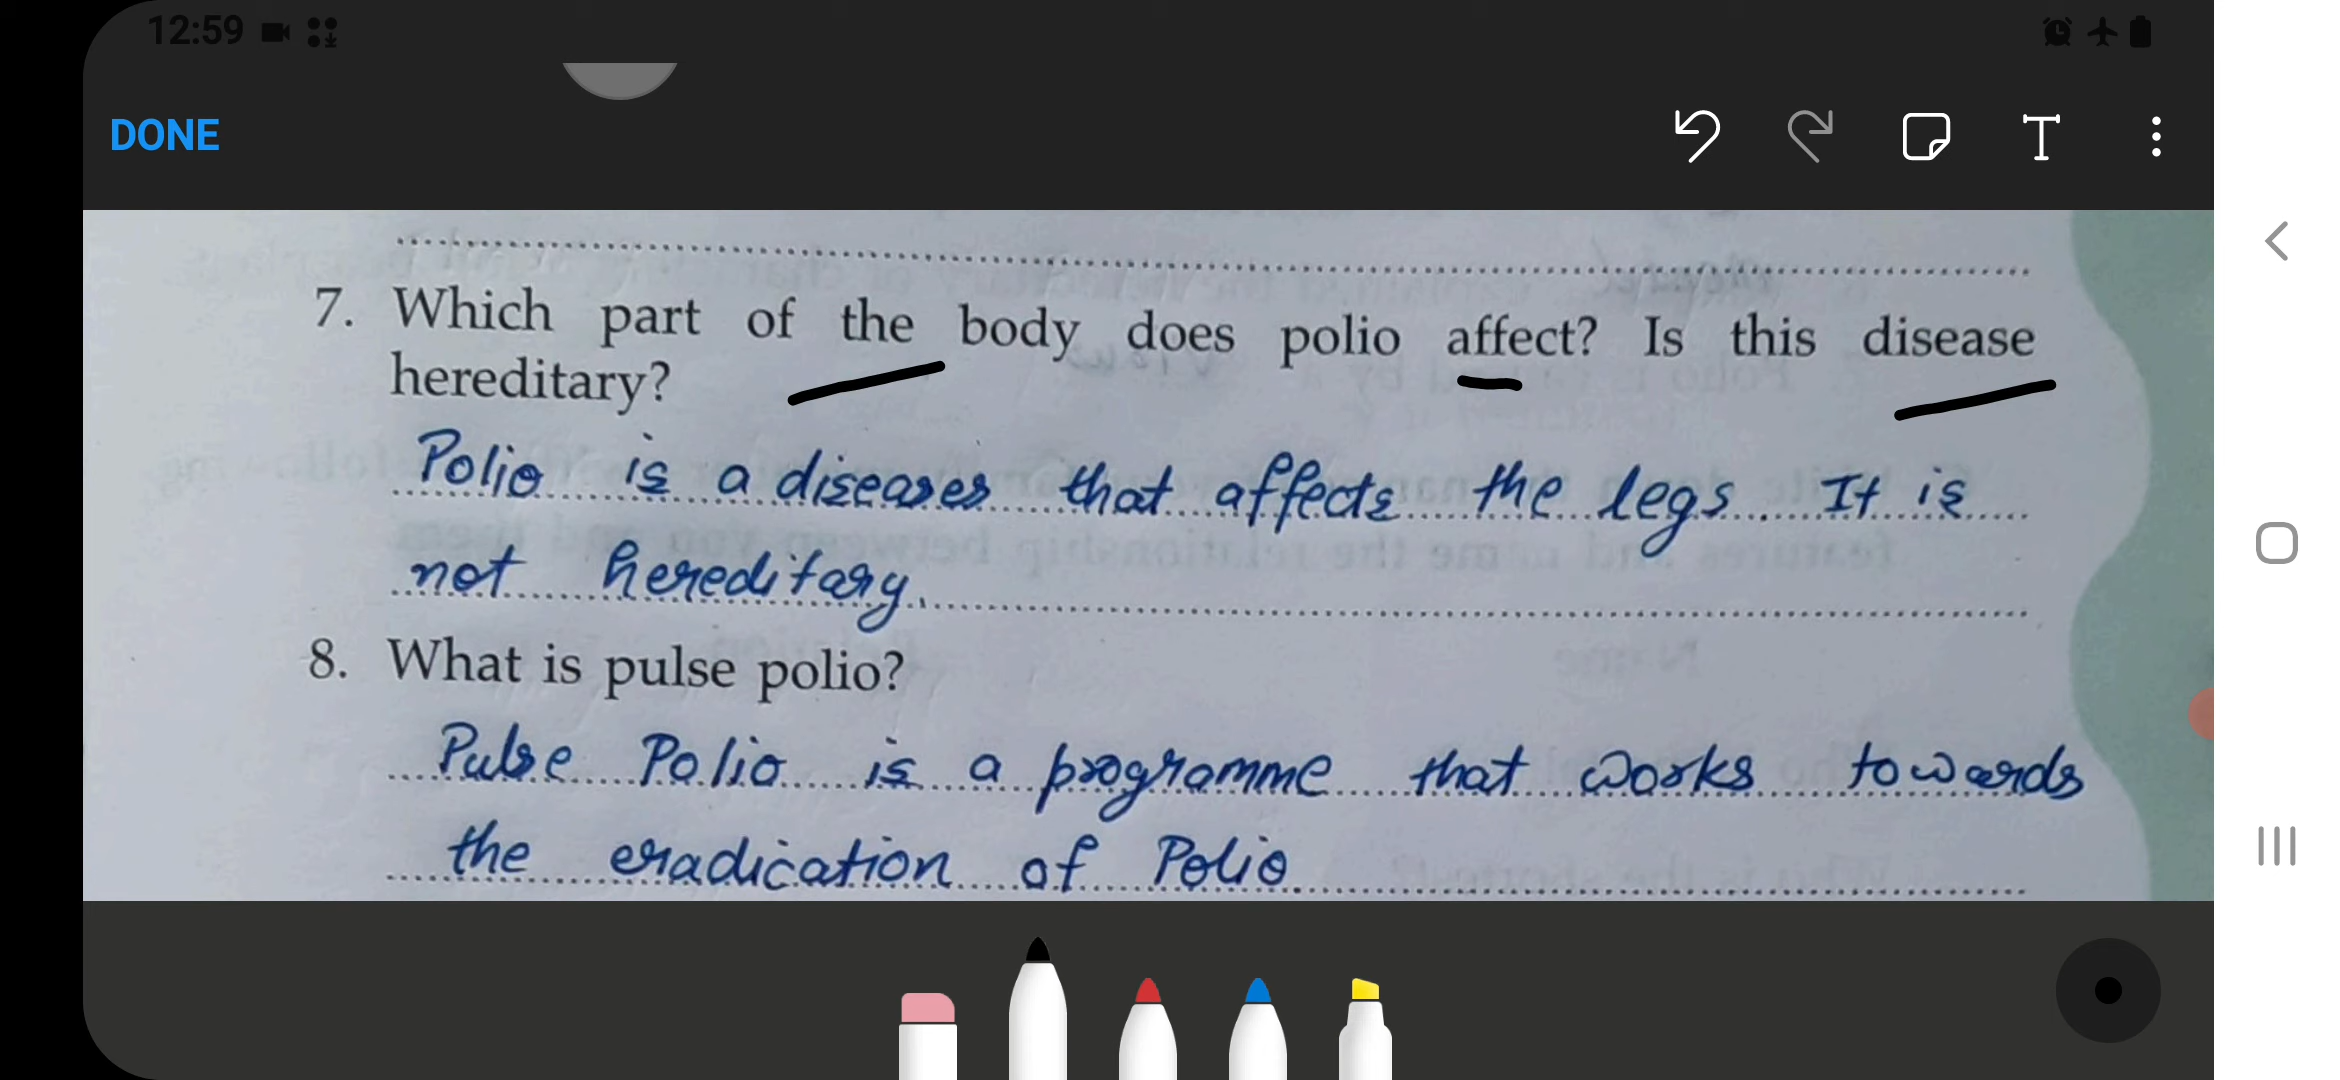 12:59
DONE
7. Which part of the body does polio affect? Is this disease
hereditary?
Polio is a diseases that affects the legs. It is
not hereditary.
8. What is pulse polio?
Pulse Polio is a programme that works towards
the eradication of Polio.